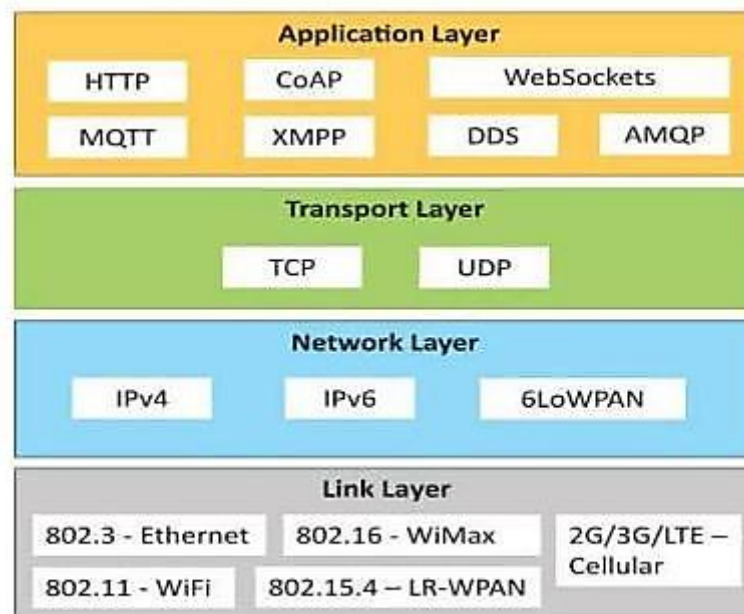 Application Layer
HTTP
CoAP
WebSockets
MQTT
XMPP
DDS
AMQP
Transport Layer
TCP
UDP
Network Layer
IPv4
IPv6
6LoWPAN
Link Layer
802.3 - Ethernet
802.16 - WiMax
2G/3G/LTE –
Cellular
802.11 - WiFi
802.15.4 – LR-WPAN